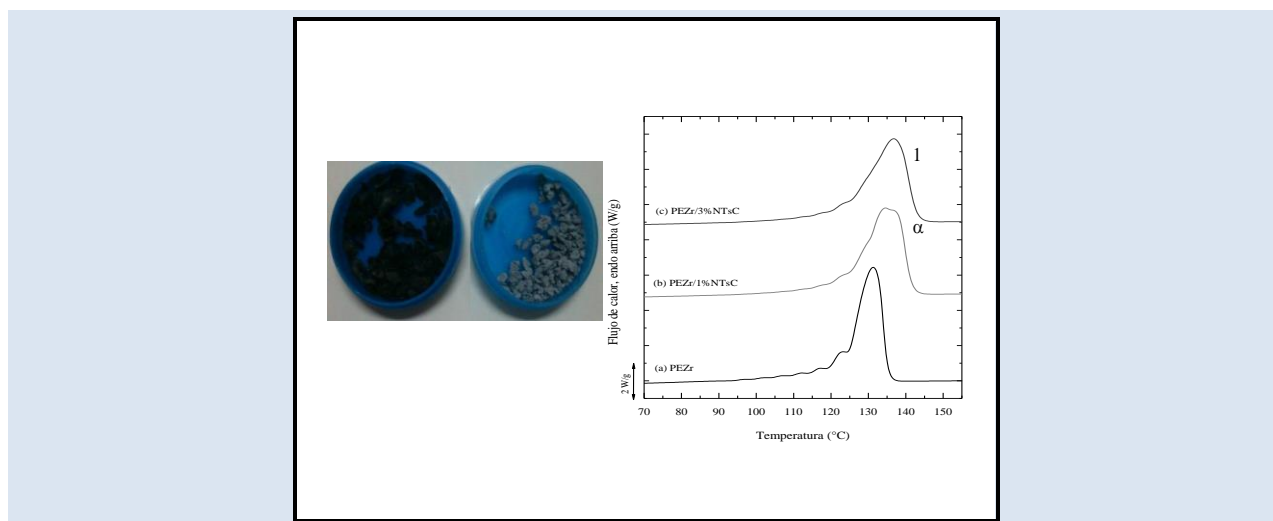 1
(c) PEZr/3%NTsC
α
(b) PEZr/1%NTsC
(a) PEZr
Flujo de calor, endo arriba (W/g)
2 W/g
70 80 90 100 110 120 130 140 150
Temperatura (°C)